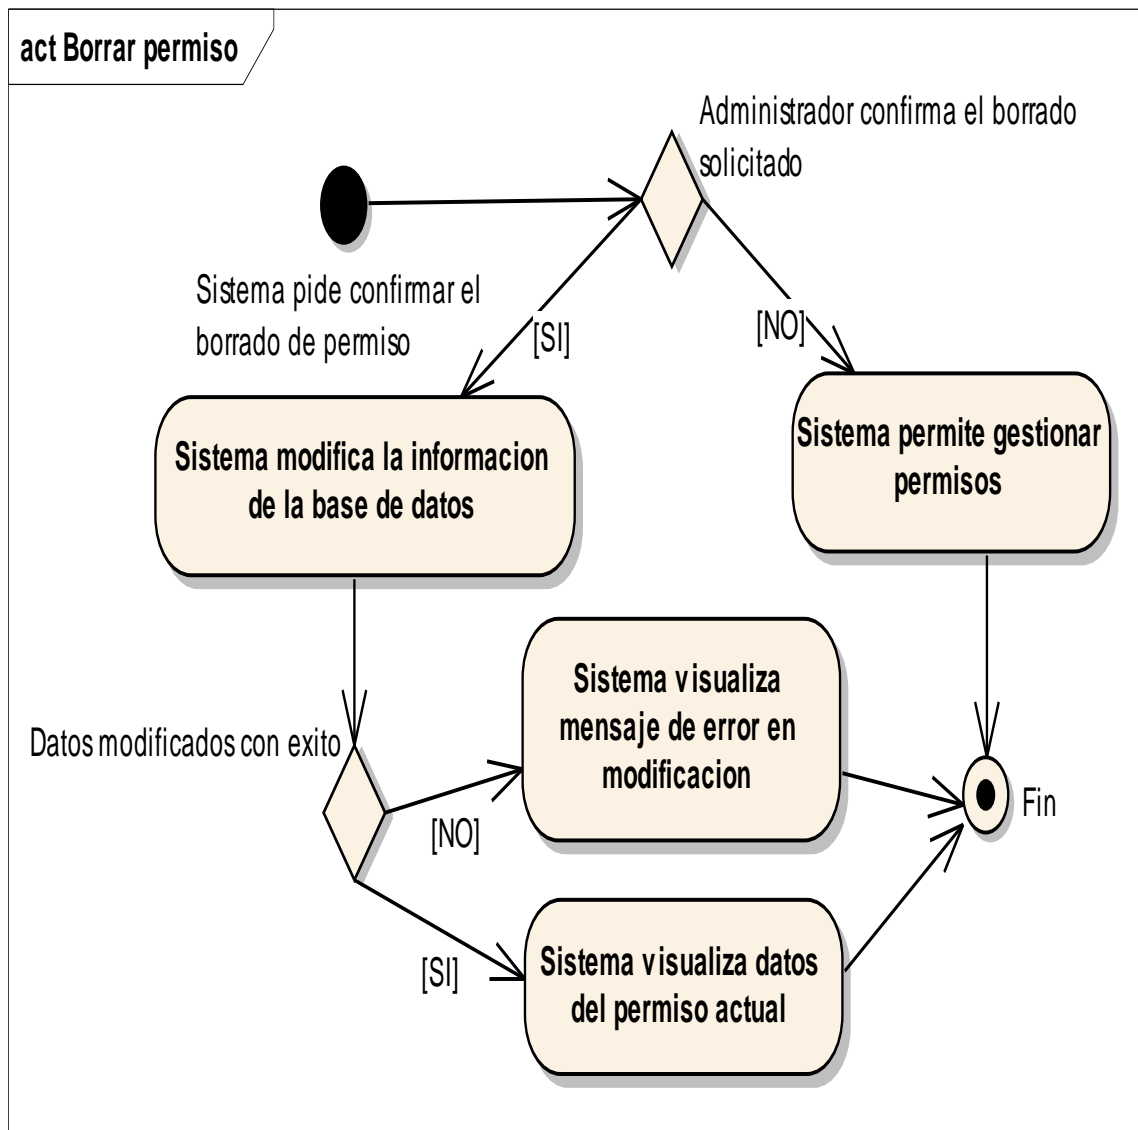 act Borrar permiso
Administrador confirma el borrado
solicitado
Sistema pide confirmar el
borrado de permiso
[SI]
[NO]
Sistema modifica la informacion
de la base de datos
Sistema permite gestionar
permisos
Datos modificados con exito
[NO]
Sistema visualiza
mensaje de error en
modificacion
Fin
[SI]
Sistema visualiza datos
del permiso actual